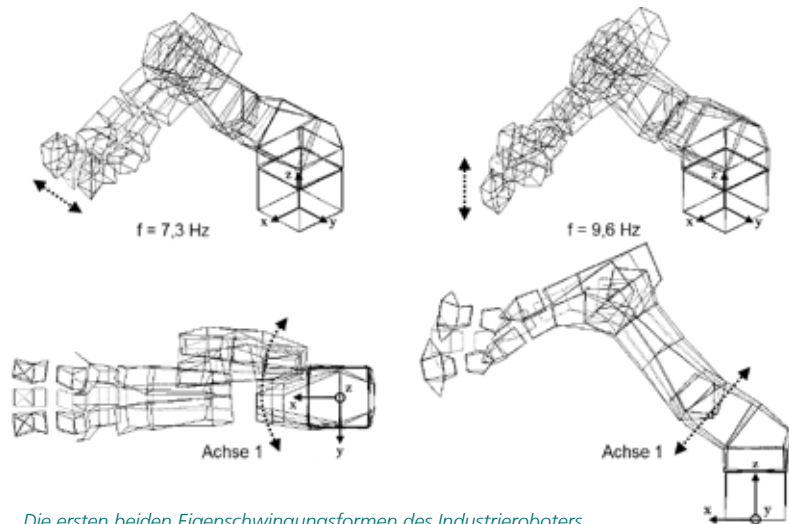 z
x
y
f = 7,3 Hz
z
x
y
f = 9,6 Hz
x
z
y
Achse 1
Achse 1
z
x
y
Die ersten beiden Eigenschwingungsformen des Industrieroboters